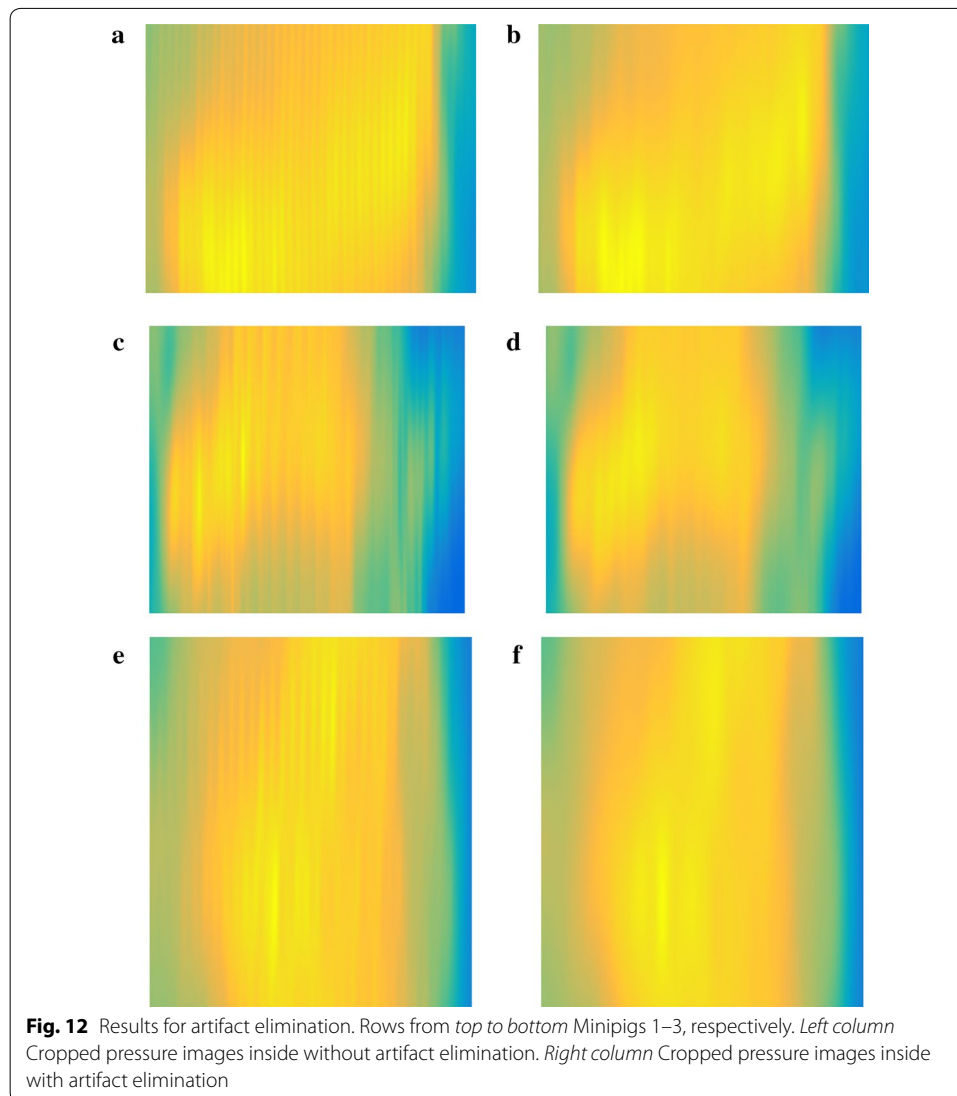 a
b
c
d
e
f
Fig. 12 Results for artifact elimination. Rows from top to bottom Minipigs 1–3, respectively. Left column
Cropped pressure images inside without artifact elimination. Right column Cropped pressure images inside
with artifact elimination